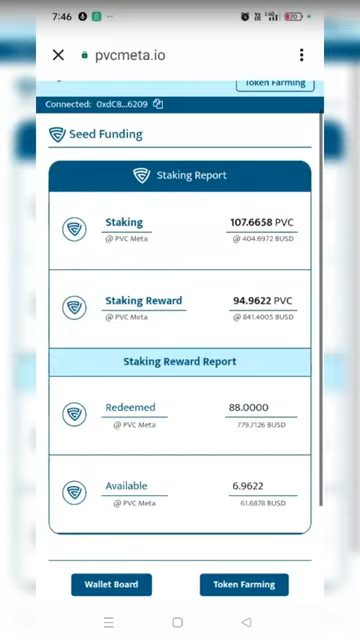 7:46
pvcmeta.io
Token Farming
Connected: 0xdC8...6209
Seed Funding
Staking Report
Staking 107.6658 PVC
@ PVC Meta @ 404.6972 BUSD
Staking Reward 94.9622 PVC
@ PVC Meta @ 841.4005 BUSD
Staking Reward Report
Redeemed 88.0000
@ PVC Meta 779.7126 BUSD
Available 6.9622
@ PVC Meta 61.6878 BUSD
Wallet Board Token Farming